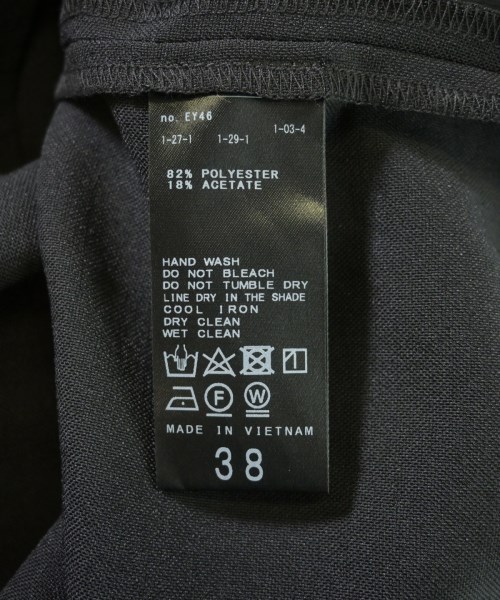 no. EY46
1-27-1 1-29-1 1-03-4
82% POLYESTER
18% ACETATE
HAND WASH
DO NOT BLEACH
DO NOT TUMBLE DRY
LINE DRY IN THE SHADE
COOL IRON
DRY CLEAN
WET CLEAN
F W
MADE IN VIETNAM
38